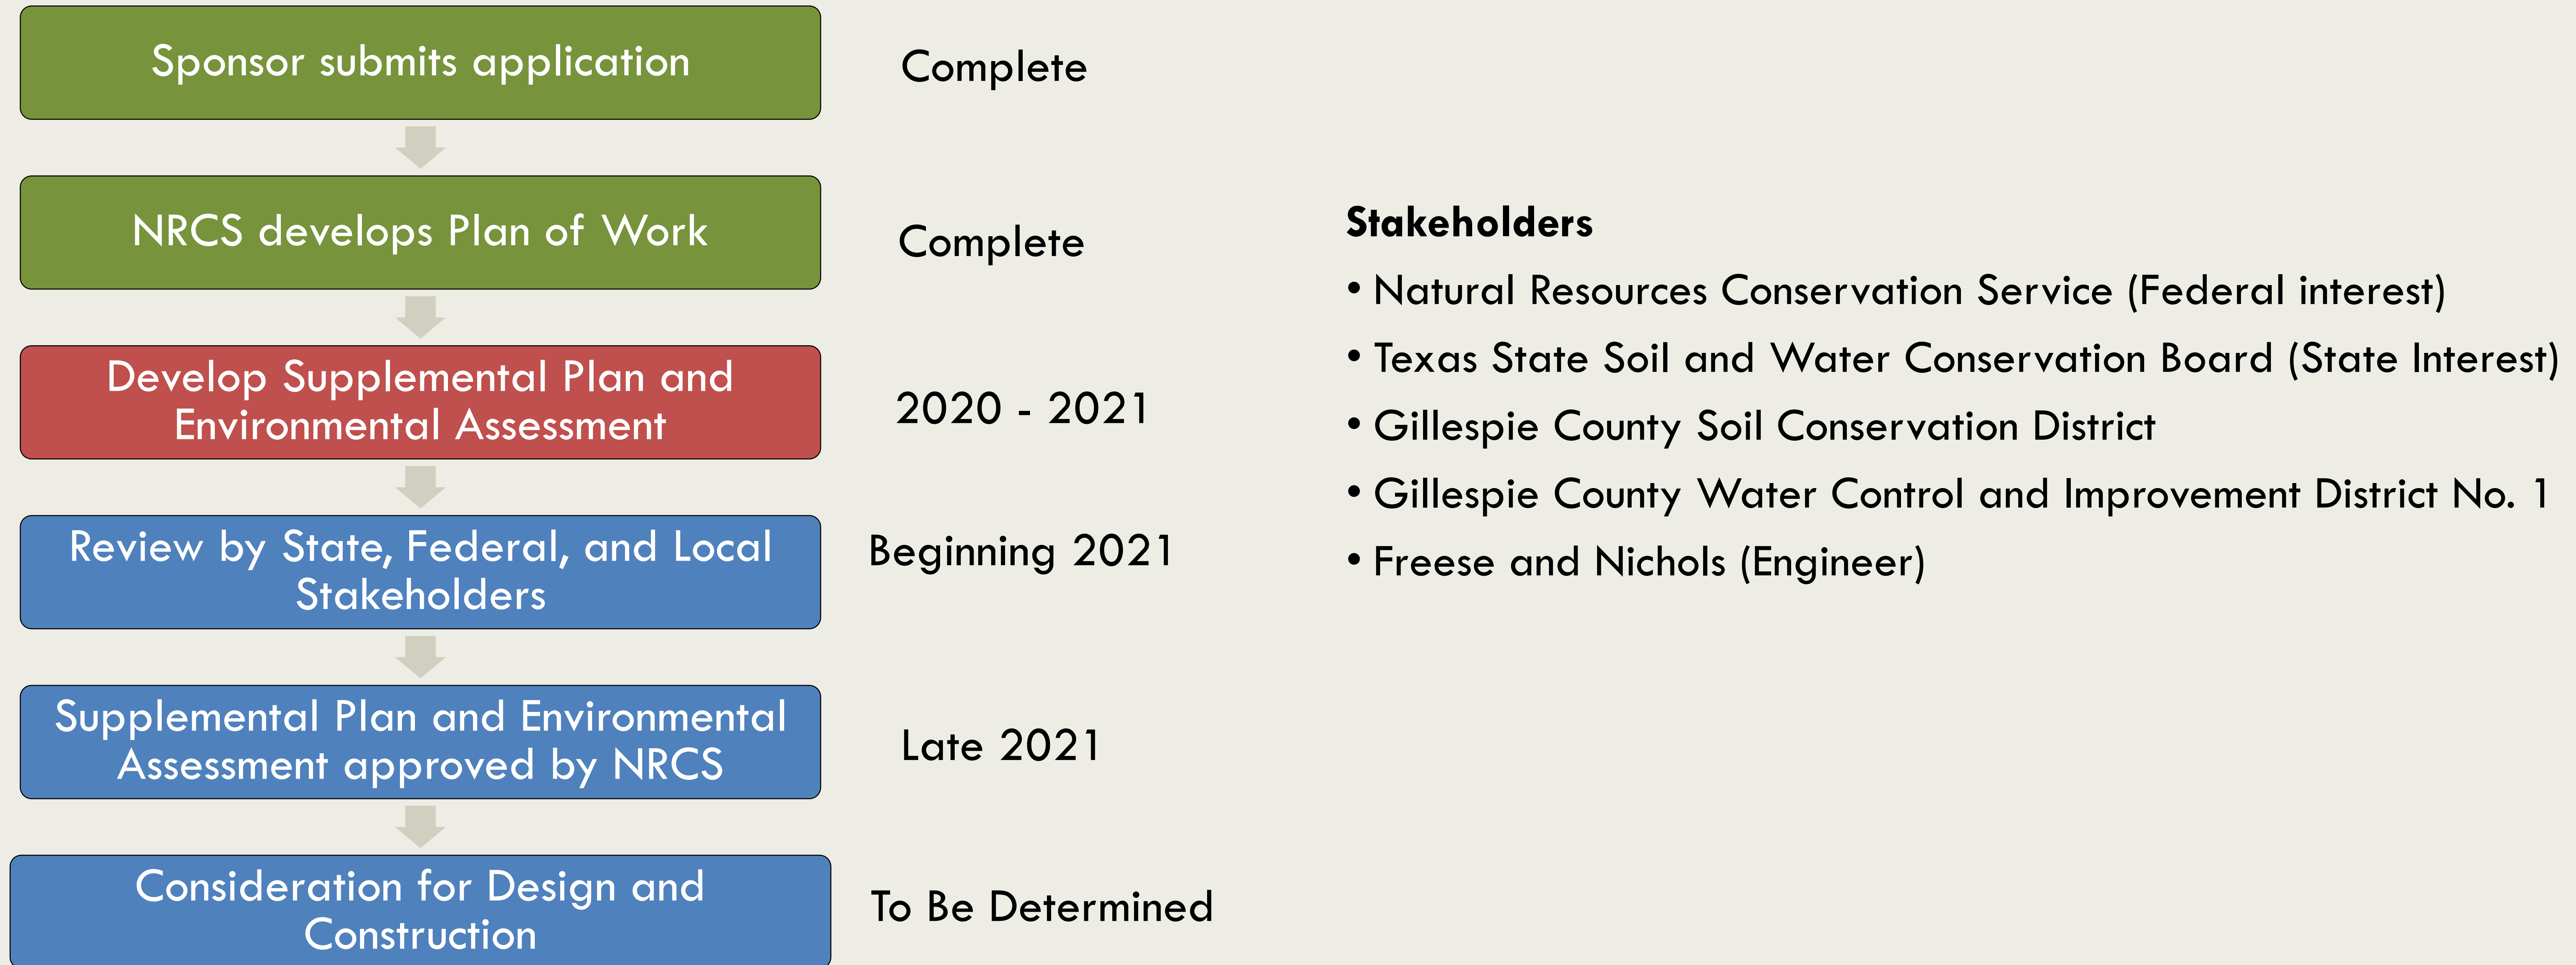 Sponsor submits application
Complete
NRCS develops Plan of Work
Complete
Develop Supplemental Plan and
Environmental Assessment
2020 - 2021
Review by State, Federal, and Local
Stakeholders
Beginning 2021
Supplemental Plan and Environmental
Assessment approved by NRCS
Late 2021
Consideration for Design and
Construction
To Be Determined
Stakeholders
• Natural Resources Conservation Service (Federal interest)
• Texas State Soil and Water Conservation Board (State Interest)
• Gillespie County Soil Conservation District
• Gillespie County Water Control and Improvement District No. 1
• Freese and Nichols (Engineer)